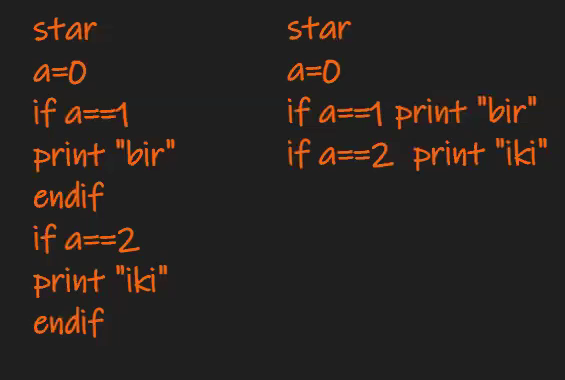 star
a=0
if a==1
print "bir"
endif
if a==2
print "iki"
endif
star
a=0
if a==1 print "bir"
if a==2 print "iki"